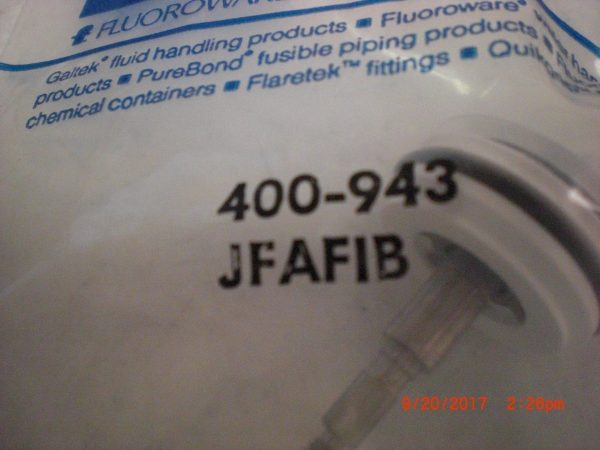 FLUOROWARE
Galtek® fluid handling products ■ Fluoroware®
products ■ PureBond® fusible piping products ■
chemical containers ■ Flaretek™ fittings ■
400-943
JFAFIB
9/20/2017 2:26pm